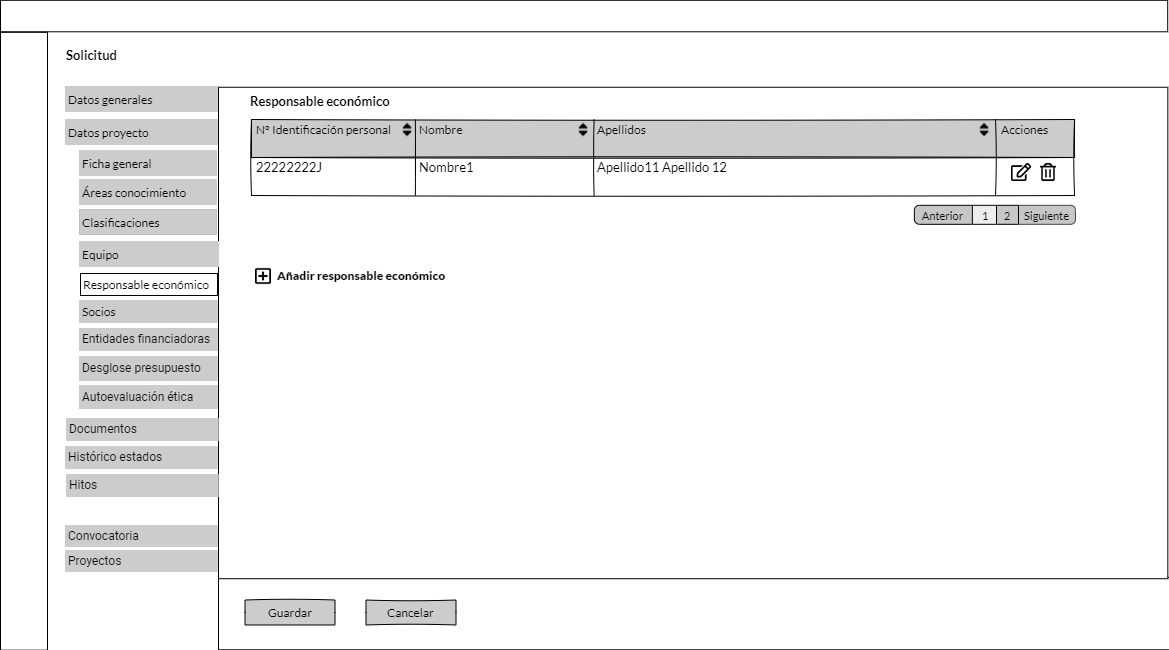 Solicitud
Datos generales
Datos proyecto
Ficha general
Áreas conocimiento
Clasificaciones
Equipo
Responsable económico
Socios
Entidades financiadoras
Desglose presupuesto
Autoevaluación ética
Documentos
Histórico estados
Hitos
Convocatoria
Proyectos
Responsable económico
Nº Identificación personal Nombre Apellidos Acciones
22222222J Nombre1 Apellido11 Apellido 12
Anterior 1 2 Siguiente
Añadir responsable económico
Guardar Cancelar